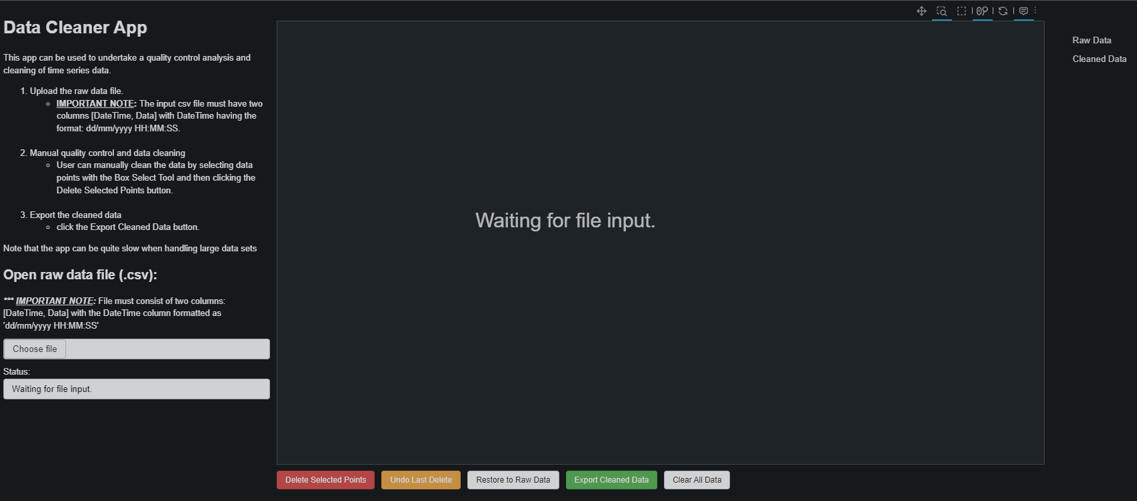 Data Cleaner App
This app can be used to undertake a quality control analysis and
cleaning of time series data.
1. Upload the raw data file.
IMPORTANT NOTE: The input csv file must have two
columns [DateTime, Data] with DateTime having the
format: dd/mm/yyyy HH:MM:SS.
2. Manual quality control and data cleaning
User can manually clean the data by selecting data
points with the Box Select Tool and then clicking the
Delete Selected Points button.
3. Export the cleaned data
click the Export Cleaned Data button.
Note that the app can be quite slow when handling large data sets
Open raw data file (.csv):
*** IMPORTANT NOTE: File must consist of two columns:
[DateTime, Data] with the DateTime column formatted as
'dd/mm/yyyy HH:MM:SS'
Choose file
Status:
Waiting for file input.
Waiting for file input.
Raw Data
Cleaned Data
Delete Selected Points
Undo Last Delete
Restore to Raw Data
Export Cleaned Data
Clear All Data